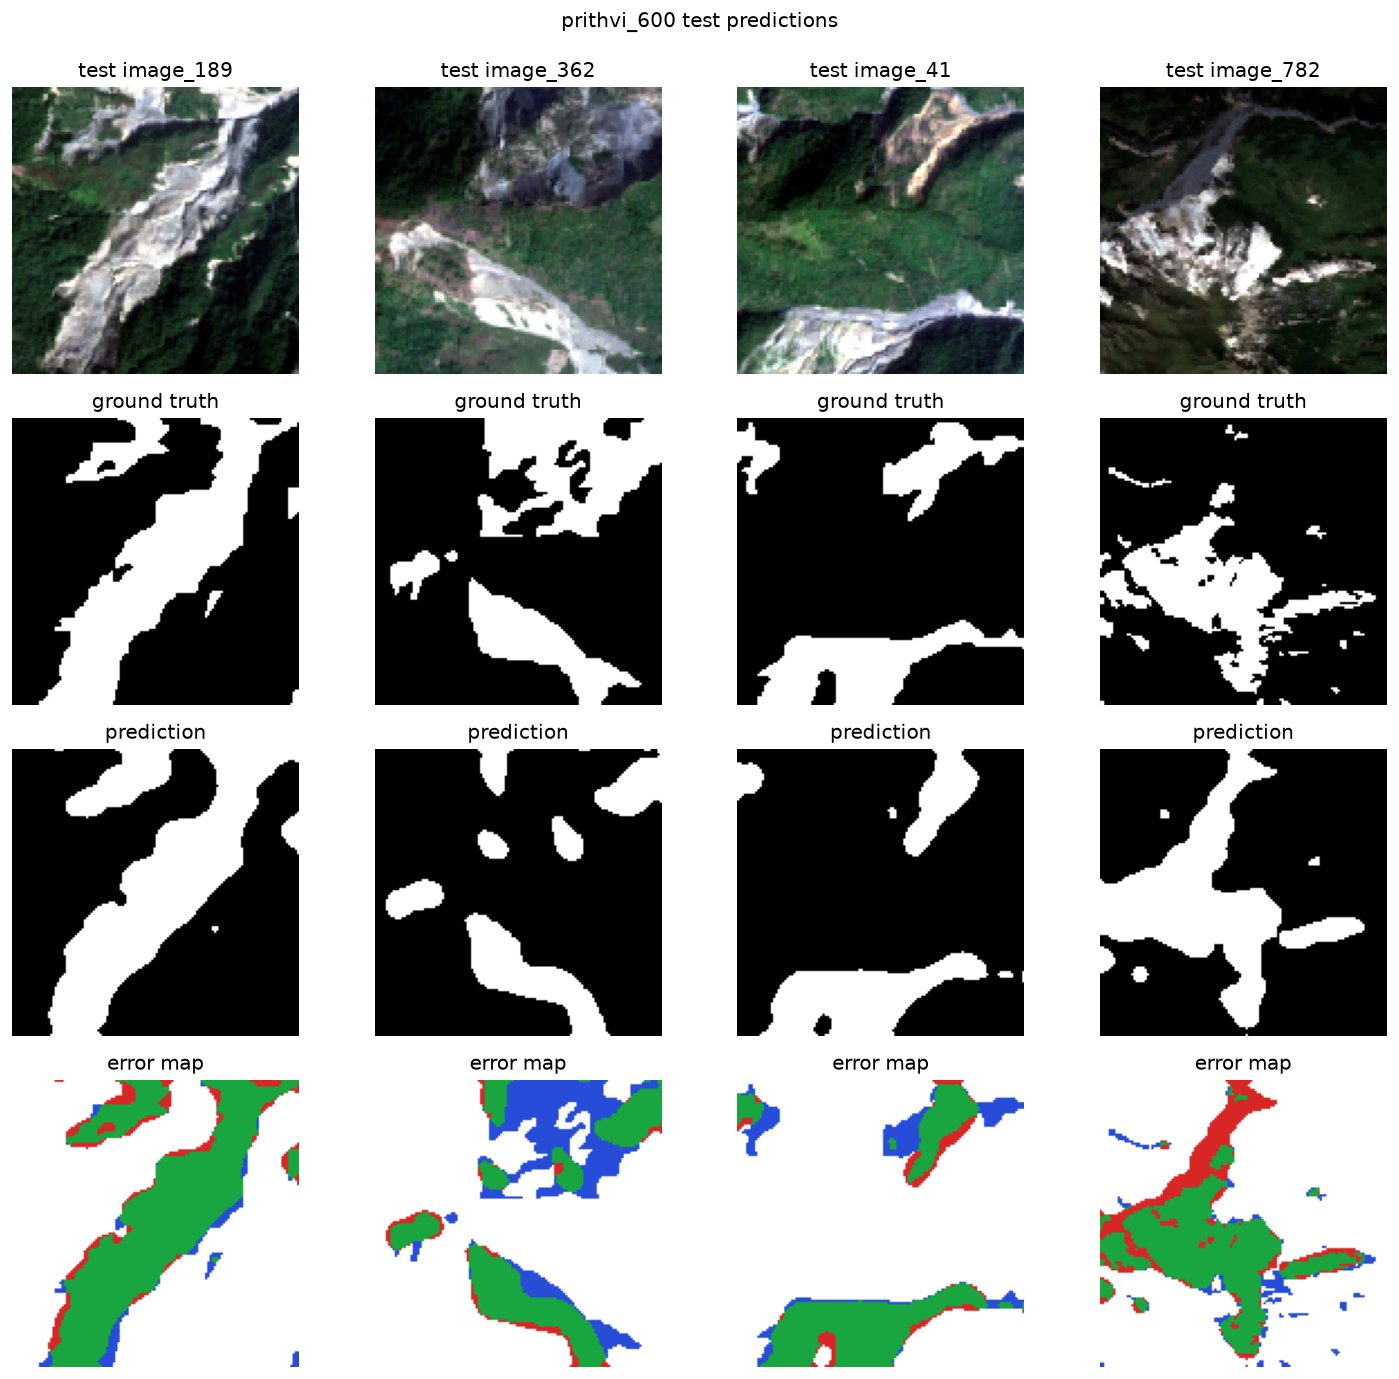 prithvi_600 test predictions
test image_189
test image_362
test image_41
test image_782
ground truth
ground truth
ground truth
ground truth
prediction
prediction
prediction
prediction
error map
error map
error map
error map